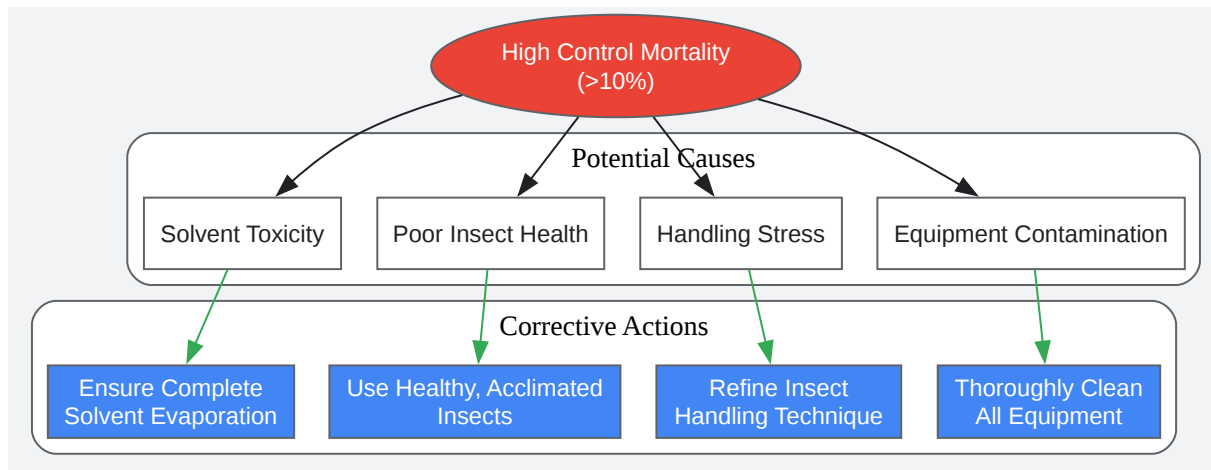 High Control Mortality
(>10%)
Potential Causes
Solvent Toxicity
Poor Insect Health
Handling Stress
Equipment Contamination
Corrective Actions
Ensure Complete
Solvent Evaporation
Use Healthy, Acclimated
Insects
Refine Insect
Handling Technique
Thoroughly Clean
All Equipment